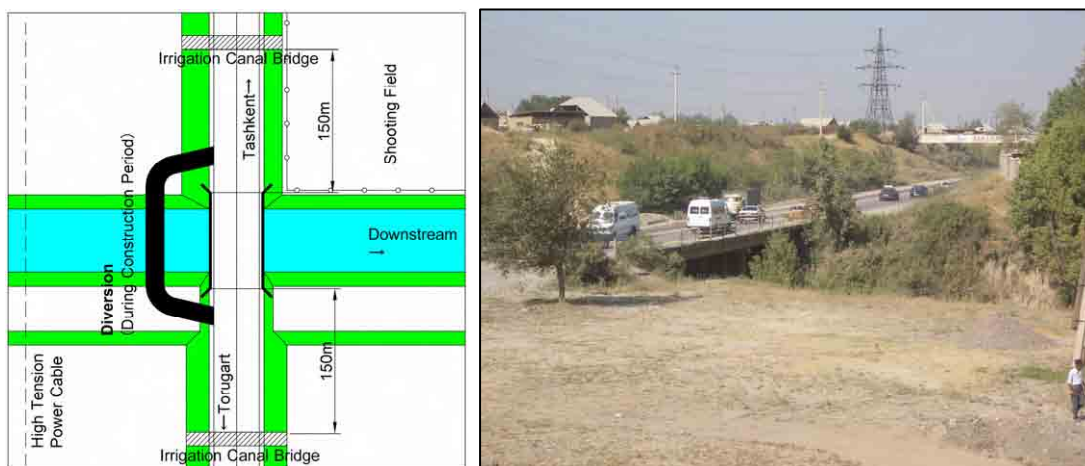 Irrigation Canal Bridge
Tashkent→
150m
Shooting Field
Downstream
→
Diversion
(During Construction Period)
150m
High Tension
Power Cable
←Torugart
Irrigation Canal Bridge